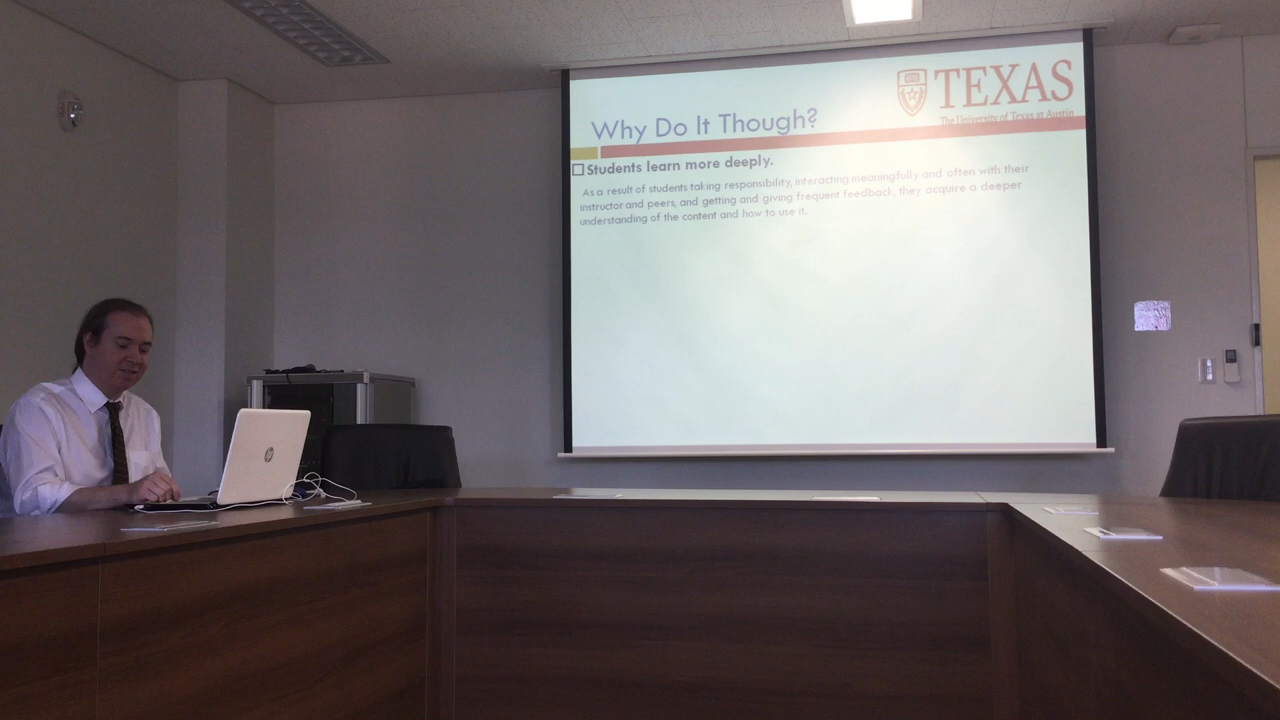 TEXAS
The University of Texas at Austin
Why Do It Though?
Students learn more deeply.
As a result of students taking responsibility, interacting meaningfully and often with their
instructor and peers, and getting and giving frequent feedback, they acquire a deeper
understanding of the content and how to use it.
hp